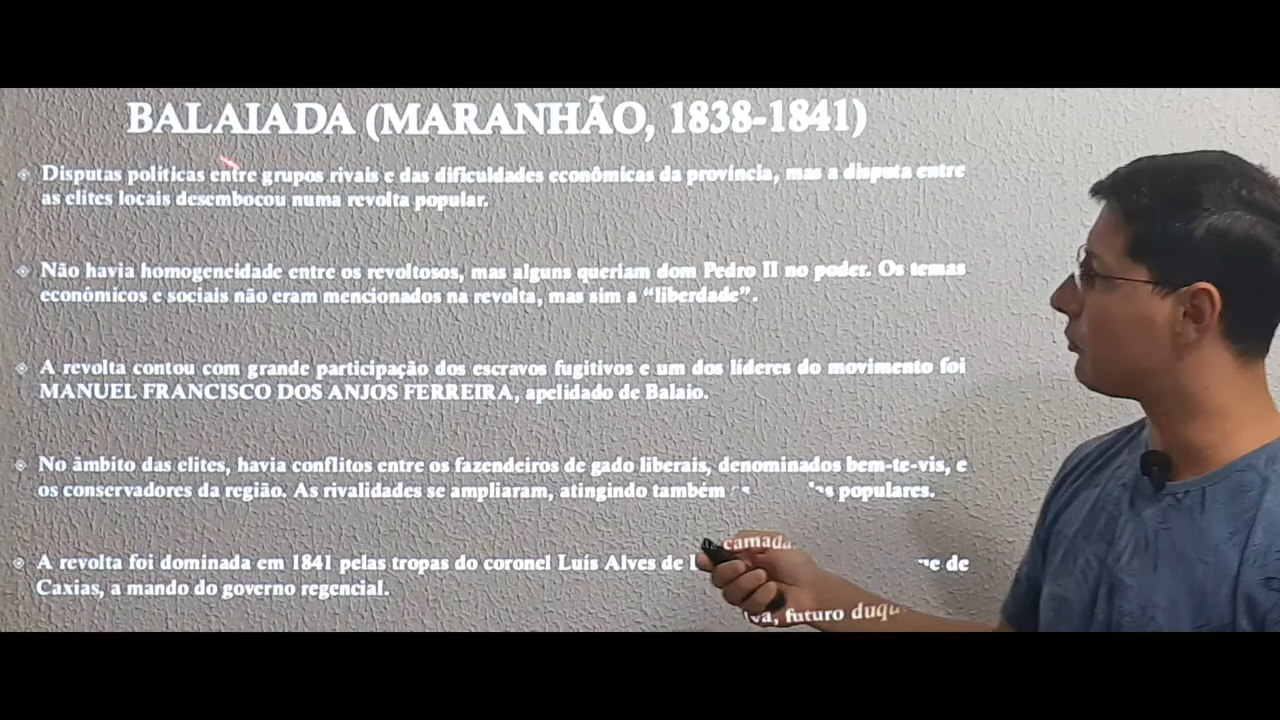 BALAIADA (MARANHÃO, 1838-1841)
Disputas políticas entre grupos rivais e das dificuldades econômicas da província, mas a disputa entre
as elites locais desembocou numa revolta popular.
Não havia homogeneidade entre os revoltosos, mas alguns queriam dom Pedro II no poder. Os temas
econômicos e sociais não eram mencionados na revolta, mas sim a “liberdade”.
A revolta contou com grande participação dos escravos fugitivos e um dos líderes do movimento foi
MANUEL FRANCISCO DOS ANJOS FERREIRA, apelidado de Balaio.
No âmbito das elites, havia conflitos entre os fazendeiros de gado liberais, denominados bem-te-vis, e
os conservadores da região. As rivalidades se ampliaram, atingindo também populares.
camada
A revolta foi dominada em 1841 pelas tropas do coronel Luís Alves de de
Caxias, a mando do governo regencial.
futuro duqu